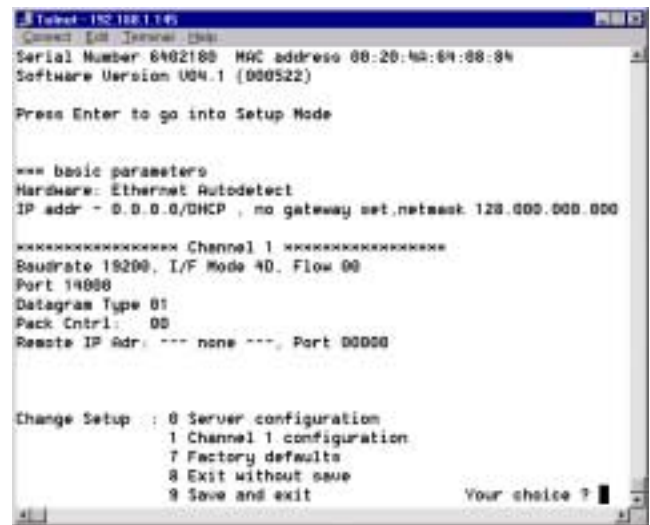 Telnet - 192.168.1.145
Connect Edit Terminal Help
Serial Number 6402180 MAC address 00:20:4A:64:08:84
Software Version V04.1 (000522)
Press Enter to go into Setup Mode
*** basic parameters
Hardware: Ethernet Autodetect
IP addr - 0.0.0.0/DHCP , no gateway set,netmask 128.000.000.000
***************** Channel 1 *****************
Baudrate 19200, I/F Mode 4D, Flow 00
Port 14000
Datagram Type 01
Pack Cntrl: 00
Remote IP Adr: --- none ---, Port 00000
Change Setup : 0 Server configuration
1 Channel 1 configuration
7 Factory defaults
8 Exit without save
9 Save and exit Your choice ?